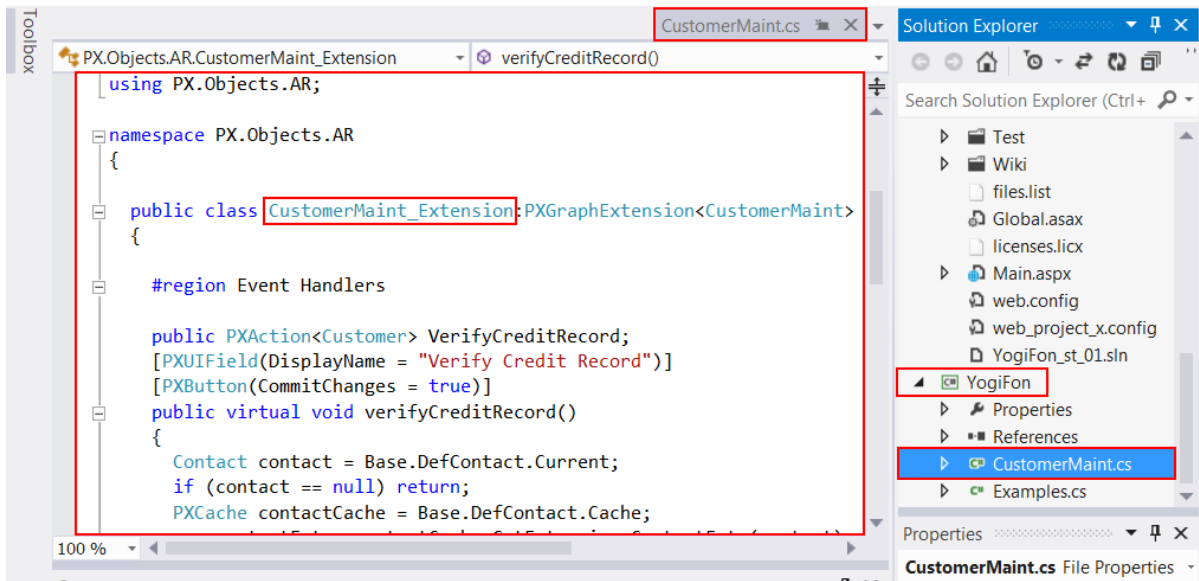 Toolbox
CustomerMaint.cs
PX.Objects.AR.CustomerMaint_Extension
verifyCreditRecord()
using PX.Objects.AR;
namespace PX.Objects.AR
{
public class CustomerMaint_Extension:PXGraphExtension<CustomerMaint>
{
#region Event Handlers
public PXAction<Customer> VerifyCreditRecord;
[PXUIField(DisplayName = "Verify Credit Record")]
[PXButton(CommitChanges = true)]
public virtual void verifyCreditRecord()
{
Contact contact = Base.DefContact.Current;
if (contact == null) return;
PXCache contactCache = Base.DefContact.Cache;
100 %
Solution Explorer
Search Solution Explorer (Ctrl+
Test
Wiki
files.list
Global.asax
licenses.licx
Main.aspx
web.config
web_project_x.config
YogiFon_st_01.sln
YogiFon
Properties
References
CustomerMaint.cs
Examples.cs
Properties
CustomerMaint.cs File Properties